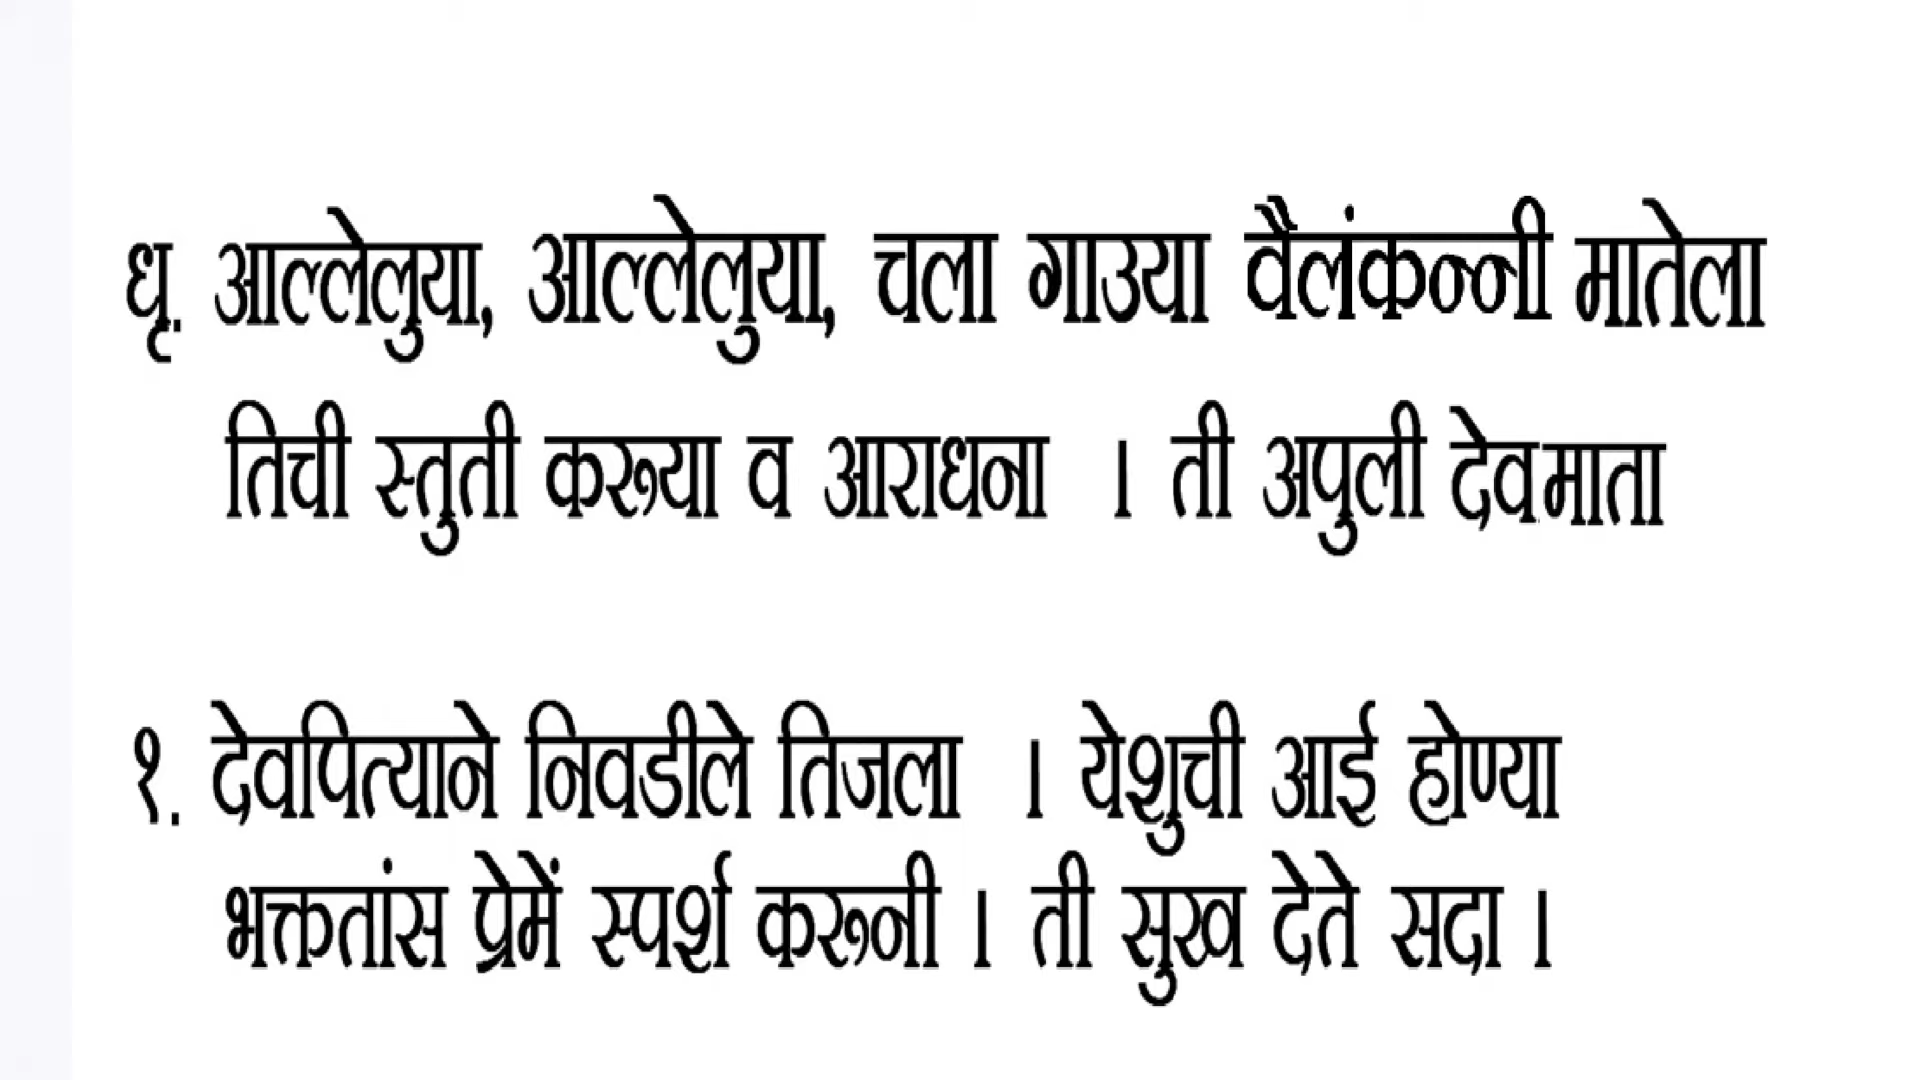 धृ. आल्लेलुया, आल्लेलुया, चला गाउया वैलंकन्नी मातेला
तिची स्तुती करूया व आराधना । ती अपुली देवमाता
१. देवपित्याने निवडीले तिजला । येशुची आई होण्या
भक्ततांस प्रेमें स्पर्श करूनी । ती सुख देते सदा ।